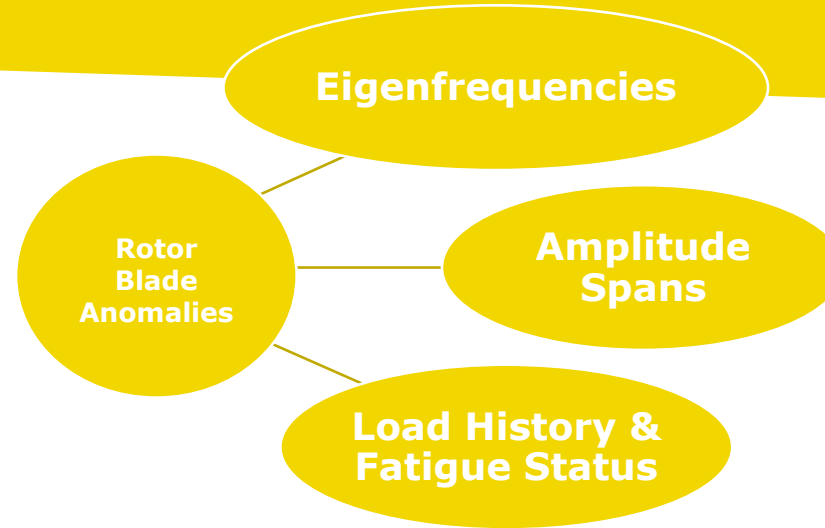 Eigenfrequencies
Rotor
Blade
Anomalies
Amplitude
Spans
Load History &
Fatigue Status